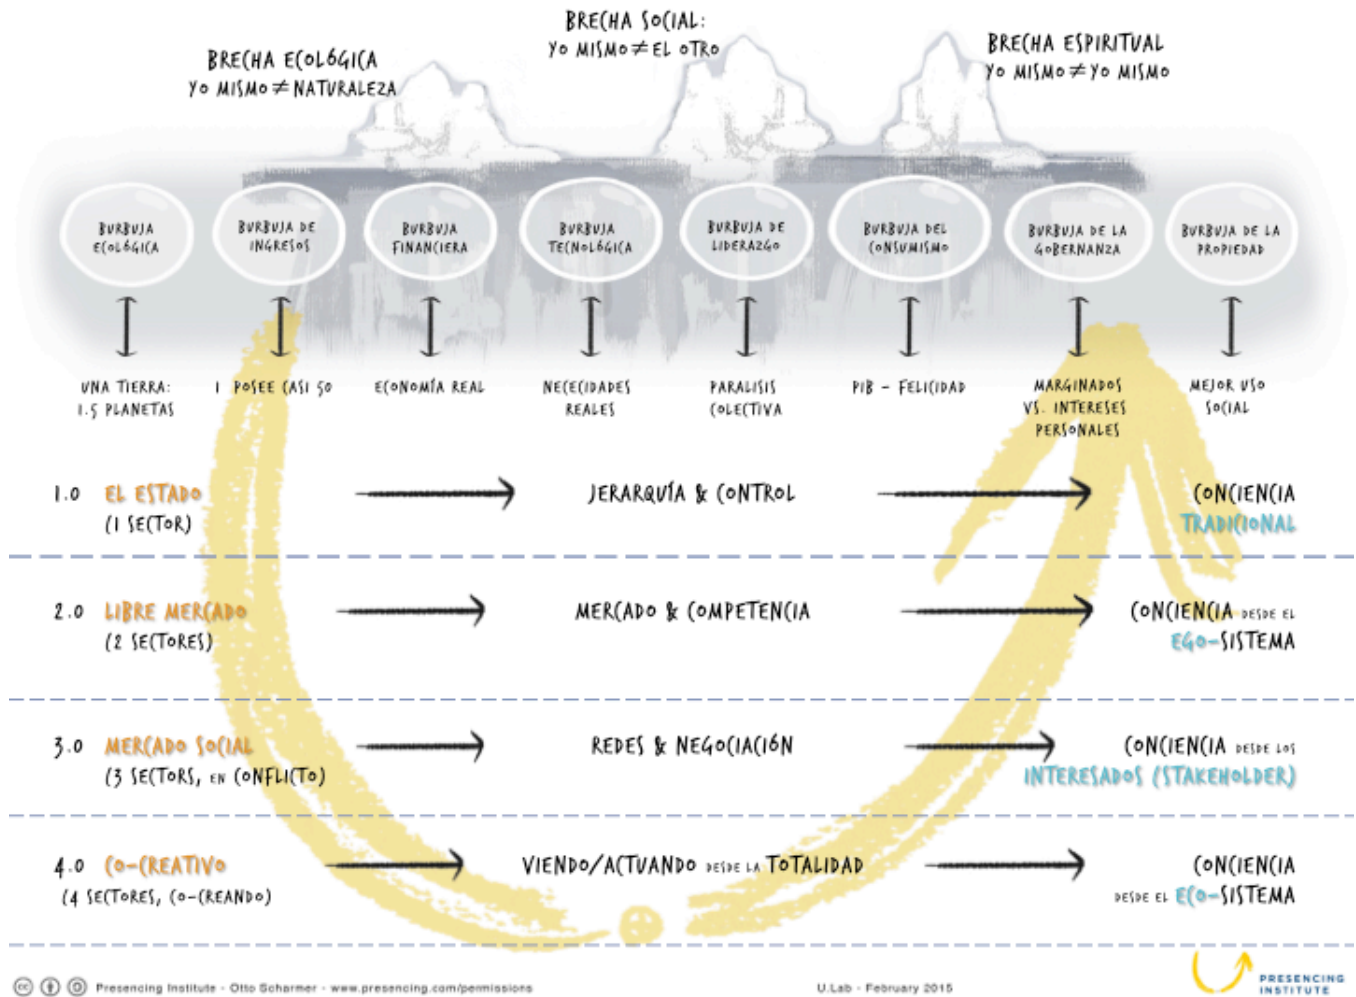 BRECHA ECOLÓGICA
YO MISMO ≠ NATURALEZA
BRECHA SOCIAL:
YO MISMO ≠ EL OTRO
BRECHA ESPIRITUAL
YO MISMO ≠ YO MISMO
BURBUJA
ECOLÓGICA
BURBUJA DE
INGRESOS
BURBUJA
FINANCIERA
BURBUJA
TECNOLÓGICA
BURBUJA DE
LIDERAZGO
BURBUJA DEL
CONSUMISMO
BURBUJA DE LA
GOBERNANZA
BURBUJA DE LA
PROPIEDAD
UNA TIERRA:
1.5 PLANETAS
1 POSEE CASI 50
ECONOMÍA REAL
NECECIDADES
REALES
PARALISIS
COLECTIVA
PIB - FELICIDAD
MARGINADOS
VS. INTERESES
PERSONALES
MEJOR USO
SOCIAL
1.0 EL ESTADO
(1 SECTOR)
JERARQUÍA & CONTROL
CONCIENCIA
TRADICIONAL
2.0 LIBRE MERCADO
(2 SECTORES)
MERCADO & COMPETENCIA
CONCIENCIA DESDE EL
EGO-SISTEMA
3.0 MERCADO SOCIAL
(3 SECTORS, EN CONFLICTO)
REDES & NEGOCIACIÓN
CONCIENCIA DESDE LOS
INTERESADOS (STAKEHOLDER)
4.0 CO-CREATIVO
(4 SECTORES, CO-CREANDO)
VIENDO/ACTUANDO DESDE LA TOTALIDAD
CONCIENCIA
DESDE EL ECO-SISTEMA
cc Presencing Institute - Otto Scharmer - www.presencing.com/permissions
U.Lab - February 2015
PRESENCING
INSTITUTE